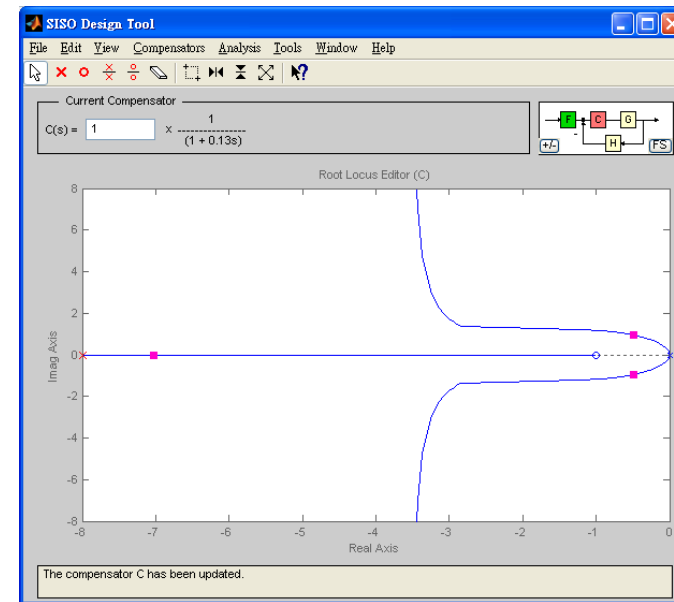 SISO Design Tool
File Edit View Compensators Analysis Tools Window Help
Current Compensator
C(s) = 1 x 1
(1 + 0.13s)
F C G
+/- H FS
Root Locus Editor (C)
8
6
4
2
0
-2
-4
-6
-8
Imag Axis
-8 -7 -6 -5 -4 -3 -2 -1 0
Real Axis
The compensator C has been updated.